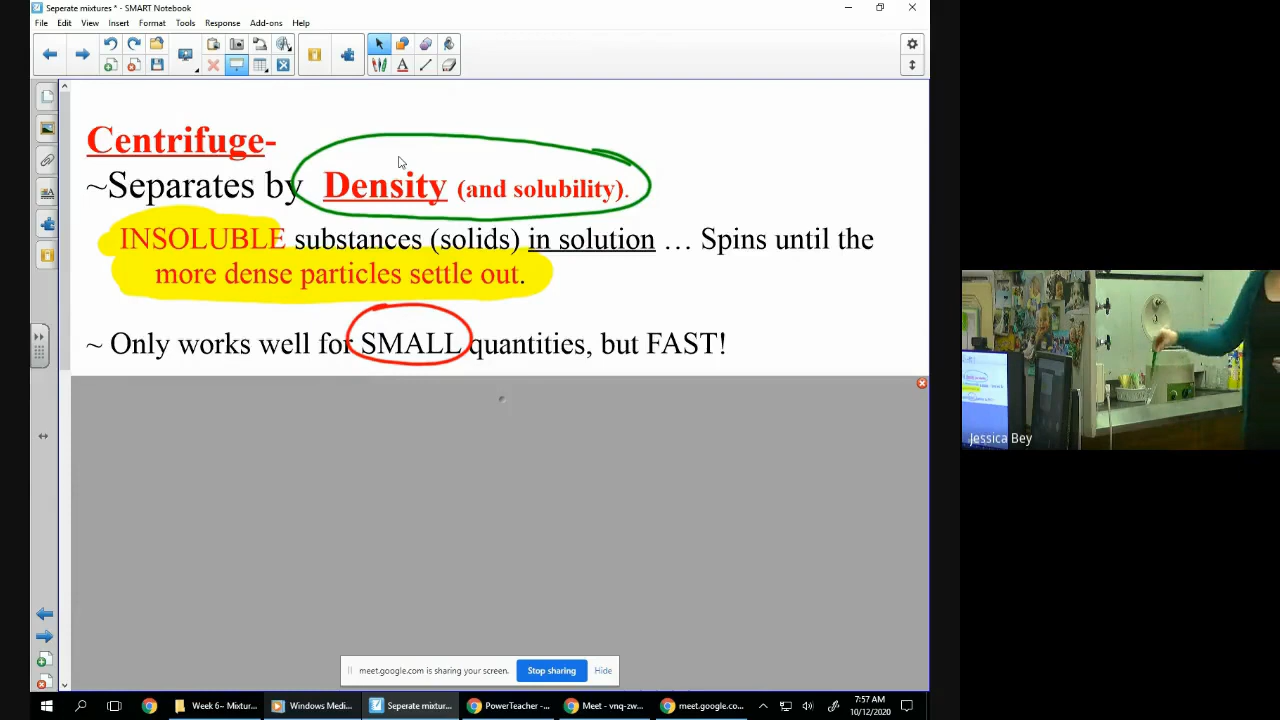 Seperate mixtures * - SMART Notebook
File Edit View Insert Format Tools Response Add-ons Help
Centrifuge-
~Separates by Density (and solubility).
INSOLUBLE substances (solids) in solution … Spins until the
more dense particles settle out.
~ Only works well for SMALL quantities, but FAST!
Jessica Bey
meet.google.com is sharing your screen. Stop sharing Hide
Week 6~ Mixtur... Windows Medi... Seperate mixtur... PowerTeacher -... Meet - vnq-zw... meet.google.co...
7:57 AM
10/12/2020